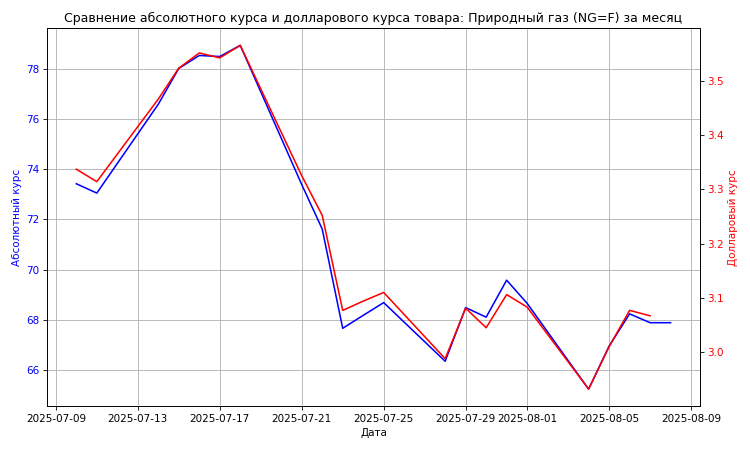 Сравнение абсолютного курса и долларового курса товара: Природный газ (NG=F) за месяц
Абсолютный курс
78
76
74
72
70
68
66
3.5
3.4
3.3
3.2
3.1
3.0
Долларовый курс
2025-07-09 2025-07-13 2025-07-17 2025-07-21 2025-07-25 2025-07-29 2025-08-01 2025-08-05 2025-08-09
Дата